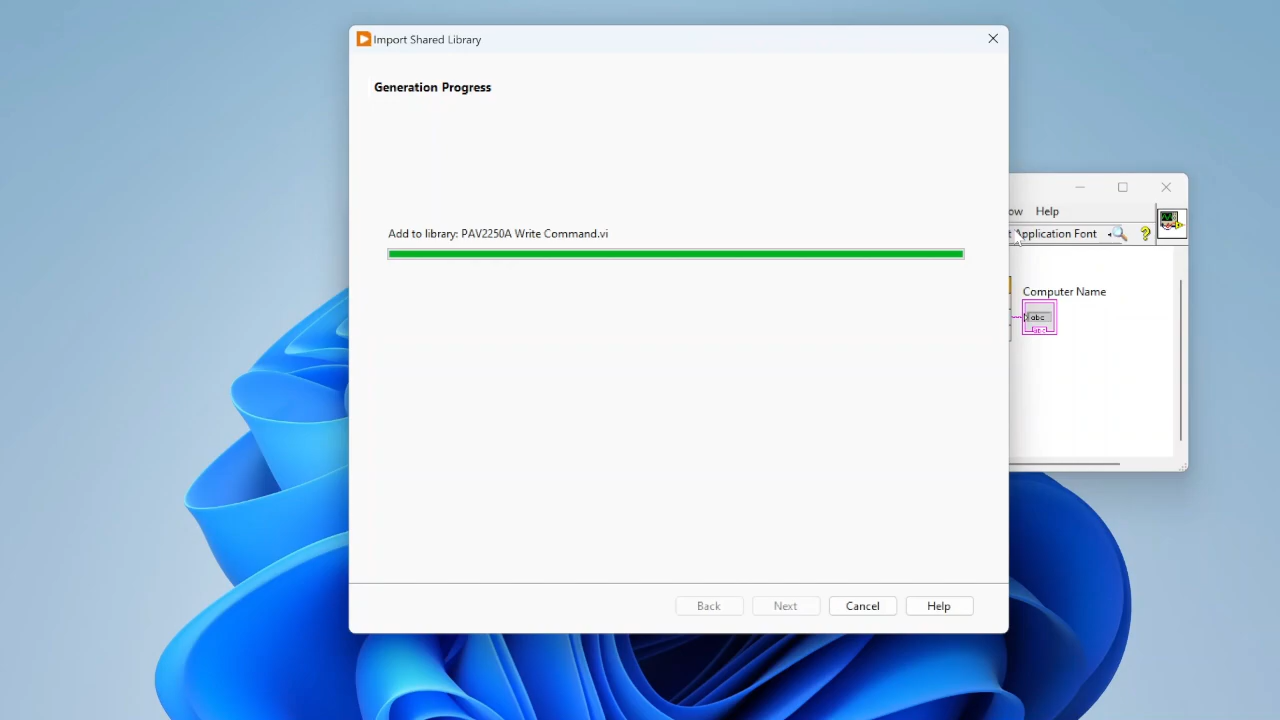 Import Shared Library
Generation Progress
Add to library: PAV2250A Write Command.vi
Back
Next
Cancel
Help
Help
Application Font
Computer Name
abc